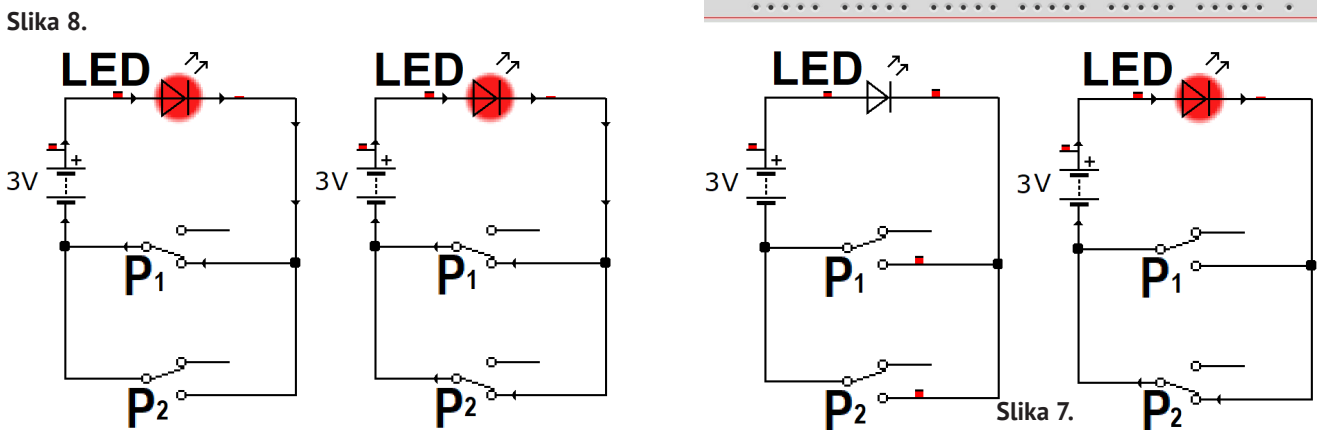 Slika 8.
LED
3V
+
P1
P2
LED
3V
+
P1
P2
LED
3V
+
P1
P2
Slika 7.
LED
3V
+
P1
P2